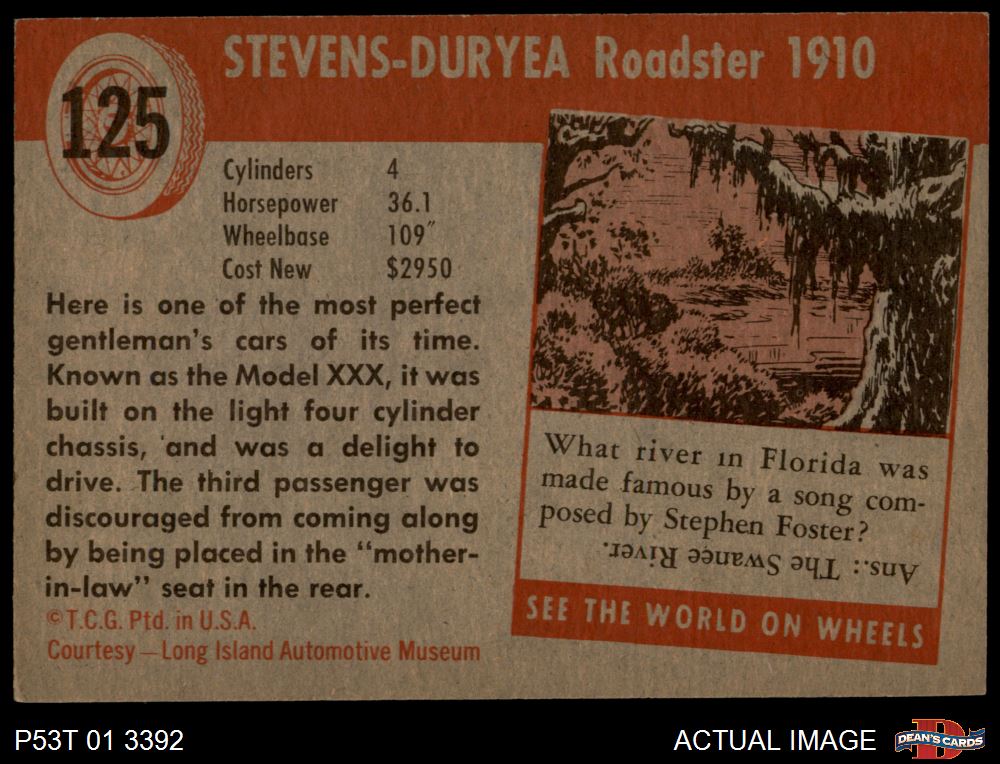 125
STEVENS-DURYEA Roadster 1910
Cylinders 4
Horsepower 36.1
Wheelbase 109″
Cost New $2950
Here is one of the most perfect
gentleman's cars of its time.
Known as the Model XXX, it was
built on the light four cylinder
chassis, and was a delight to
drive. The third passenger was
discouraged from coming along
by being placed in the “mother-
in-law” seat in the rear.
©T.C.G. Ptd. in U.S.A.
Courtesy—Long Island Automotive Museum
What river in Florida was
made famous by a song com-
posed by Stephen Foster?
Ans.: The Swanee River.
SEE THE WORLD ON WHEELS
P53T 01 3392
ACTUAL IMAGE
D
DEAN'S CARDS